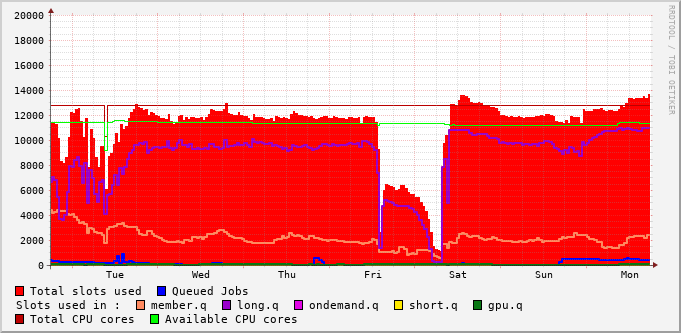 20000
18000
16000
14000
12000
10000
8000
6000
4000
2000
0
Tue Wed Thu Fri Sat Sun Mon
RRDTOOL / TOBI OETIKER
Total slots used Queued Jobs
Slots used in : member.q long.q ondemand.q short.q gpu.q
Total CPU cores Available CPU cores